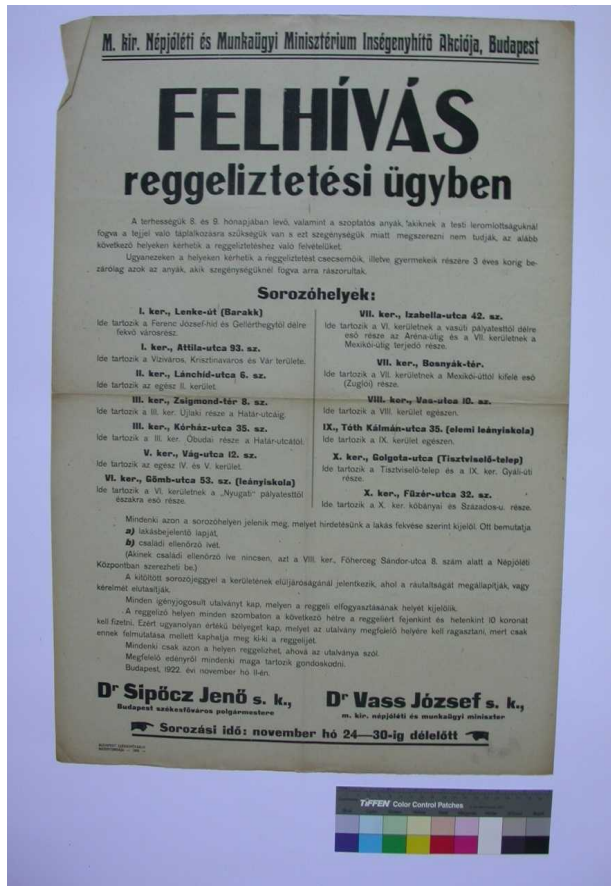 M. kir. Népjóléti és Munkaügyi Minisztérium Inségenyhítő Akciója, Budapest
FELHÍVÁS
reggeliztetési ügyben
A terhességük 8. és 9. hónapjában levő, valamint a szoptatós anyák, akiknek a testi leromlottságuknál
fogva a tejjel való táplálkozásra szükségük van s ezt szegénységük miatt megszerezni nem tudják, az alább
következő helyeken kérhetik a reggeliztetéshez való felvételüket.
Ugyanezeken a helyeken kérhetik a reggeliztetést csecsemőik, illetve gyermekeik részére 3 éves korig be-
zárólag azok az anyák, akik szegénységüknél fogva arra rászorultak.
Sorozóhelyek:
I. ker., Lenke-út (Barakk)
Ide tartozik a Ferenc József-híd és Gellérthegytől délre
fekvő városrész.
I. ker., Attila-utca 93. sz.
Ide tartozik a Víziváros, Krisztinaváros és Vár területe.
II. ker., Lánchíd-utca 6. sz.
Ide tartozik az egész II. kerület.
III. ker., Zsigmond-tér 8. sz.
Ide tartozik a III. ker. Újlaki része a Határ-utcáig.
III. ker., Kórház-utca 35. sz.
Ide tartozik a III. ker. Óbudai része a Határ-utcától.
V. ker., Vág-utca 12. sz.
Ide tartozik az egész IV. és V. kerület.
VI. ker., Gömb-utca 53. sz. (leányiskola)
Ide tartozik a VI. kerületnek a „Nyugati" pályatesttől
északra eső része.
VII. ker., Izabella-utca 42. sz.
Ide tartozik a VI. kerületnek a vasúti pályatesttől délre
eső része az Aréna-útig és a VII. kerületnek a
Mexikói-útig terjedő része.
VII. ker., Bosnyák-tér.
Ide tartozik a VII. kerületnek a Mexikói-úttól kifelé eső
(Zuglói) része.
VIII. ker., Vas-utca 10. sz.
Ide tartozik a VIII. kerület egészen.
IX., Tóth Kálmán-utca 35. (elemi leányiskola)
Ide tartozik a IX. kerület egészen.
X. ker., Golgota-utca (Tisztviselő-telep)
Ide tartozik a Tisztviselő-telep és a IX. ker. Gyáli-úti
része.
X. ker., Füzér-utca 32. sz.
Ide tartozik a X. ker. kőbányai és Százados-u. része.
Mindenki azon a sorozóhelyen jelenik meg, melyet hirdetésünk a lakás fekvése szerint kijelöl. Ott bemutatja
a) lakásbejelentő lapját,
b) családi ellenőrző ívét.
(Akinek családi ellenőrző íve nincsen, azt a VIII. ker., Főherceg Sándor-utca 8. szám alatt a Népjóléti
Központban szerezheti be.)
A kitöltött sorozójeggyel a kerületének elüljáróságánál jelentkezik, ahol a ráutaltságát megállapítják, vagy
kérelmét elutasítják.
Minden igényjogosult utalványt kap, melyen a reggeli elfogyasztásának helyét kijelölik.
A reggeliző helyen minden szombaton a következő hétre a reggeliért fejenkint és hetenkint 10 koronát
kell fizetni. Ezért ugyanolyan értékű bélyeget kap, melyet az utalvány megfelelő helyére kell ragasztani, mert csak
ennek felmutatása mellett kaphatja meg ki-ki a reggelijét.
Mindenki csak azon a helyen reggelizhet, ahová az utalványa szól.
Megfelelő edényről mindenki maga tartozik gondoskodni.
Budapest, 1922. évi november hó 11-én.
Dr Sipőcz Jenő s. k.,
Budapest székesfőváros polgármestere
Dr Vass József s. k.,
m. kir. népjóléti és munkaügyi miniszter
Sorozási idő: november hó 24—30-ig délelőtt
TIFFEN Color Control Patches